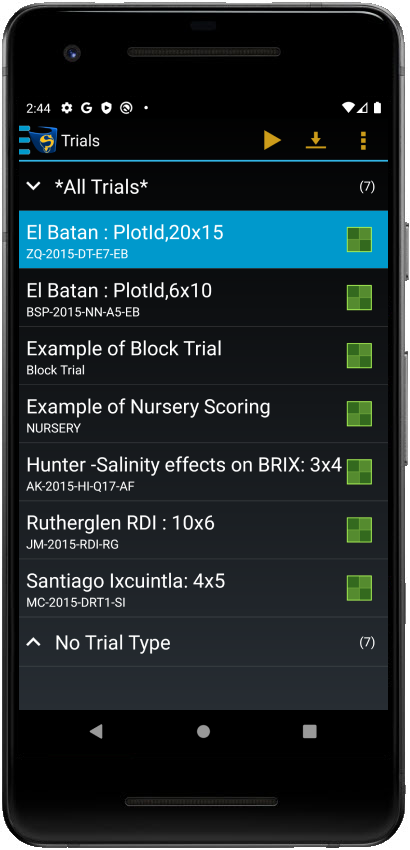 2:44
Trials
*All Trials* (7)
El Batan : PlotId,20x15
ZQ-2015-DT-E7-EB
El Batan : PlotId,6x10
BSP-2015-NN-A5-EB
Example of Block Trial
Block Trial
Example of Nursery Scoring
NURSERY
Hunter -Salinity effects on BRIX: 3x4
AK-2015-HI-Q17-AF
Rutherglen RDI : 10x6
JM-2015-RDI-RG
Santiago Ixcuintla: 4x5
MC-2015-DRT1-SI
No Trial Type (7)